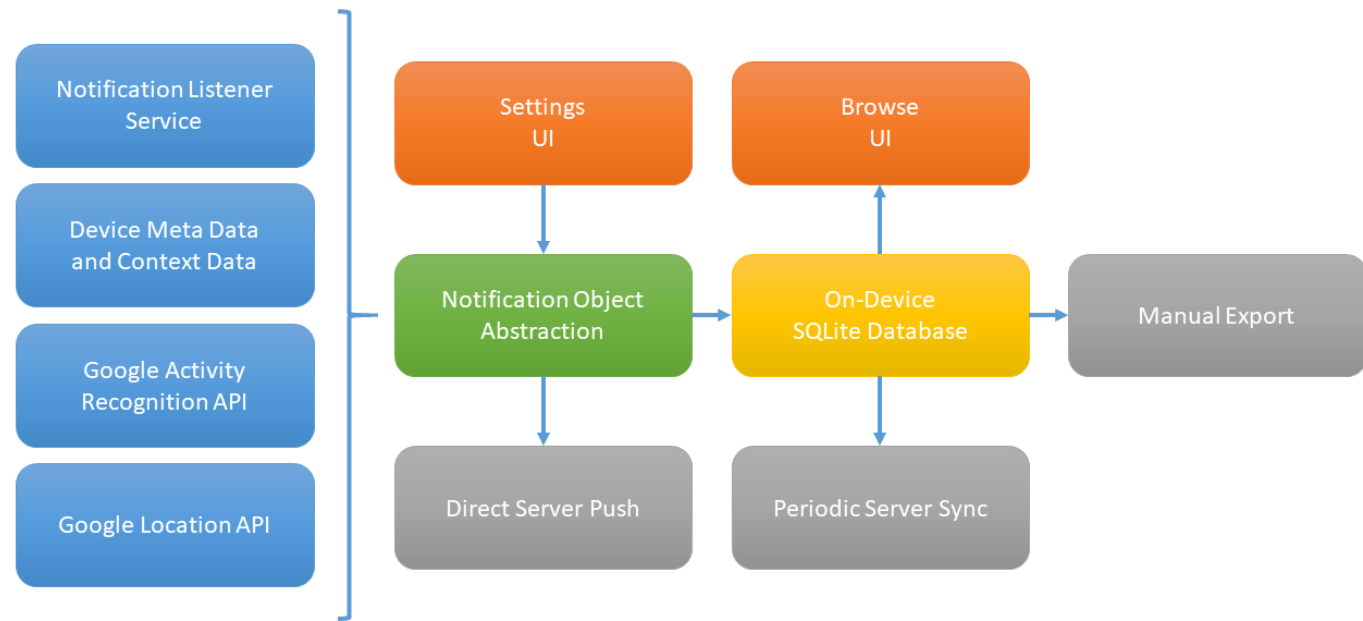 Notification Listener
Service
Device Meta Data
and Context Data
Google Activity
Recognition API
Google Location API
Settings
UI
Browse
UI
Notification Object
Abstraction
On-Device
SQLite Database
Manual Export
Direct Server Push
Periodic Server Sync